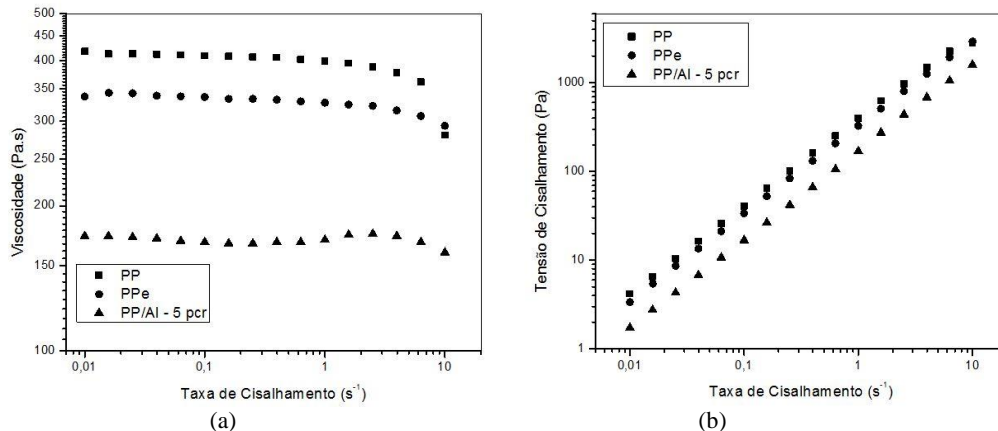 500
450
400
350
300
250
200
150
100
Viscosidade (Pa.s)
PP
PPe
PP/Al - 5 pcr
0,01
0,1
1
10
Taxa de Cisalhamento (s⁻¹)
(a)
1000
100
10
1
Tensão de Cisalhamento (Pa)
PP
PPe
PP/Al - 5 pcr
0,01
0,1
1
10
Taxa de Cisalhamento (s⁻¹)
(b)